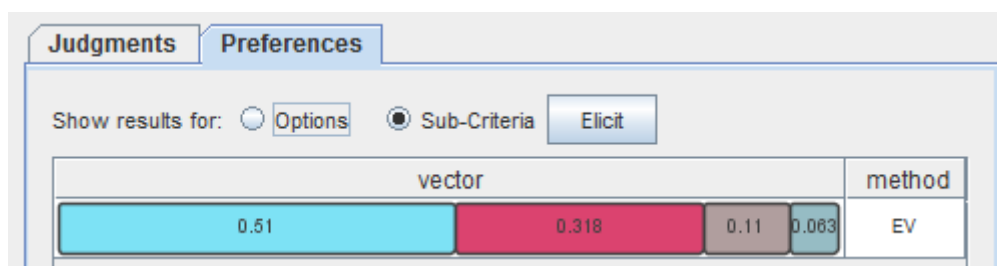 Judgments Preferences
Show results for: Options Sub-Criteria Elicit
vector method
0.51 0.318 0.11 0.063 EV